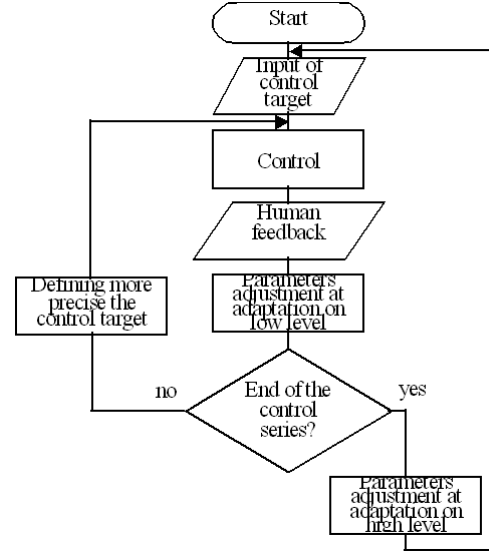 Start
Input of
control
target
Control
Human
feedback
Parameters
adjustment at
adaptation on
low level
Defining more
precise the
control target
no
End of the
control
series?
yes
Parameters
adjustment at
adaptation on
high level